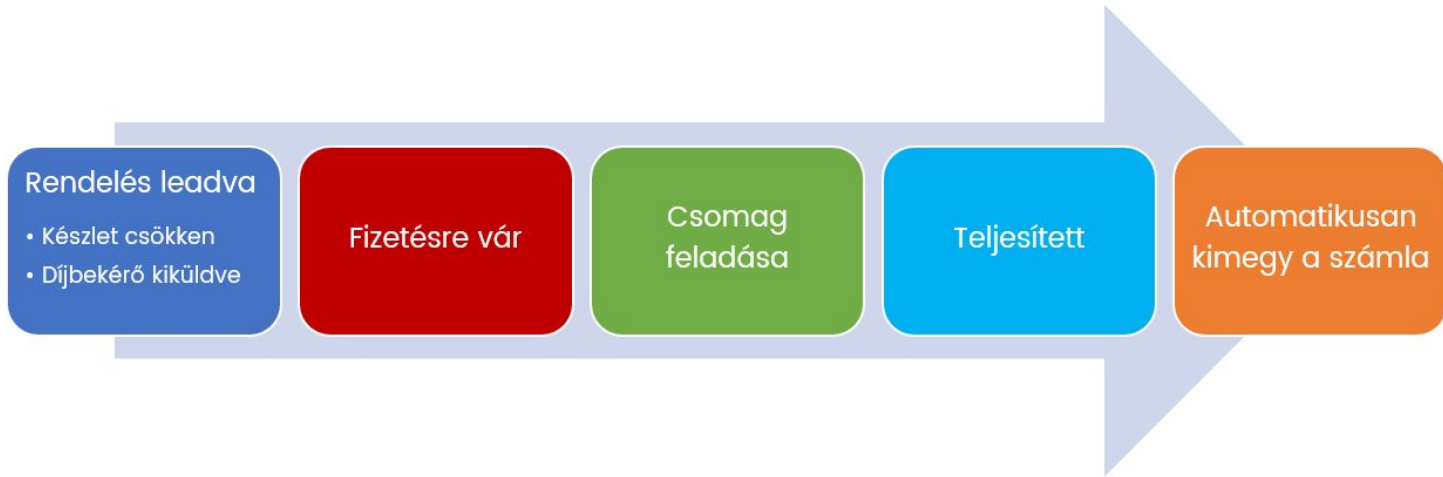 Rendelés leadva
• Készlet csökken
• Díjbekérő kiküldve
Fizetésre vár
Csomag
feladása
Teljesített
Automatikusan
kimegy a számla